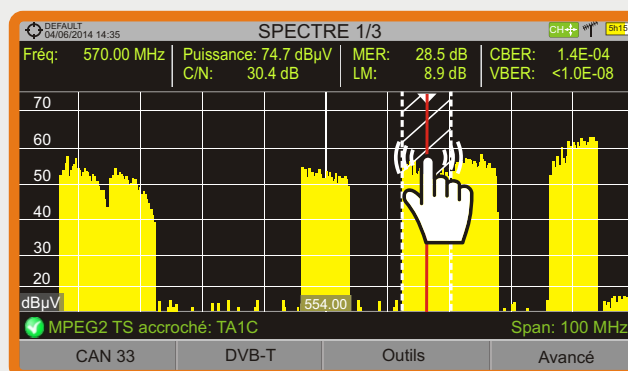 DEFAULT
04/06/2014 14:35
SPECTRE 1/3
CH
5h15
Fréq: 570.00 MHz
Puissance: 74.7 dBµV
MER: 28.5 dB
CBER: 1.4E-04
C/N: 30.4 dB
LM: 8.9 dB
VBER: <1.0E-08
70
60
50
40
30
20
dBµV
554.00
MPEG2 TS accroché: TA1C
Span: 100 MHz
CAN 33
DVB-T
Outils
Avancé